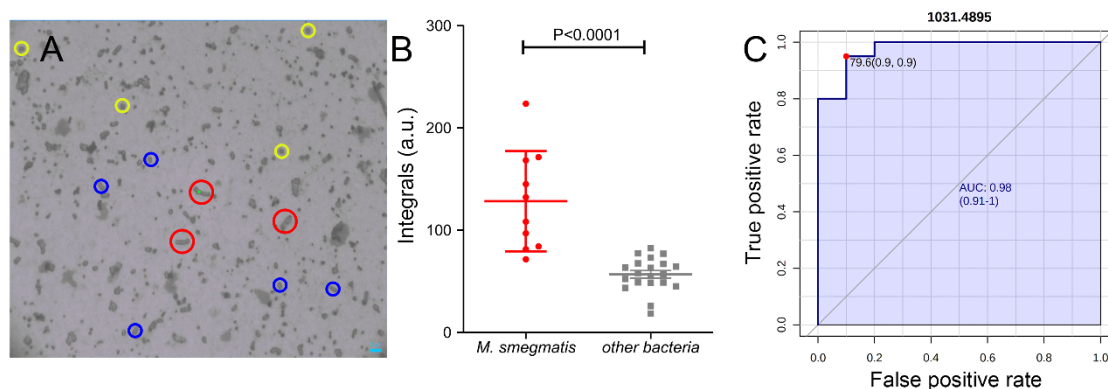 A
B
P<0.0001
300
200
100
0
Integrals (a.u.)
M. smegmatis
other bacteria
C
1031.4895
1.0
0.8
0.6
0.4
0.2
0.0
True positive rate
79.6(0.9, 0.9)
AUC: 0.98
(0.91-1)
0.0
0.2
0.4
0.6
0.8
1.0
False positive rate